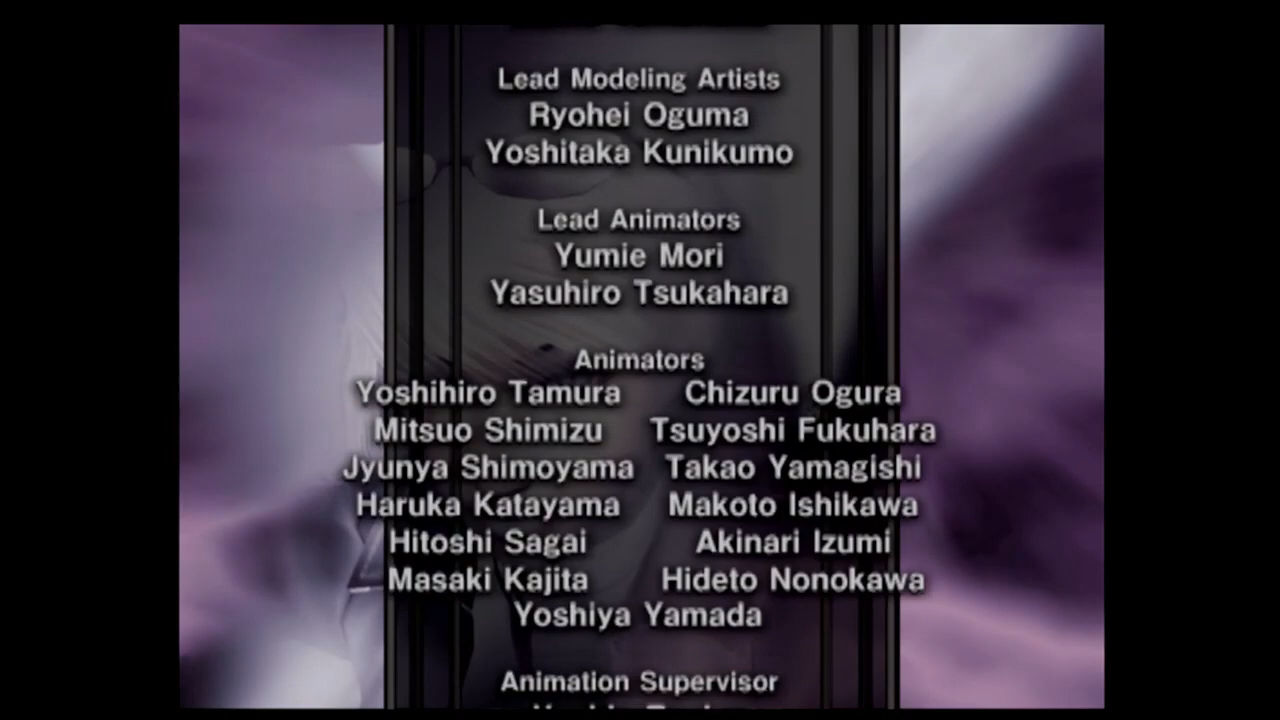 Lead Modeling Artists
Ryohei Oguma
Yoshitaka Kunikumo
Lead Animators
Yumie Mori
Yasuhiro Tsukahara
Animators
Yoshihiro Tamura Chizuru Ogura
Mitsuo Shimizu Tsuyoshi Fukuhara
Jyunya Shimoyama Takao Yamagishi
Haruka Katayama Makoto Ishikawa
Hitoshi Sagai Akinari Izumi
Masaki Kajita Hideto Nonokawa
Yoshiya Yamada
Animation Supervisor